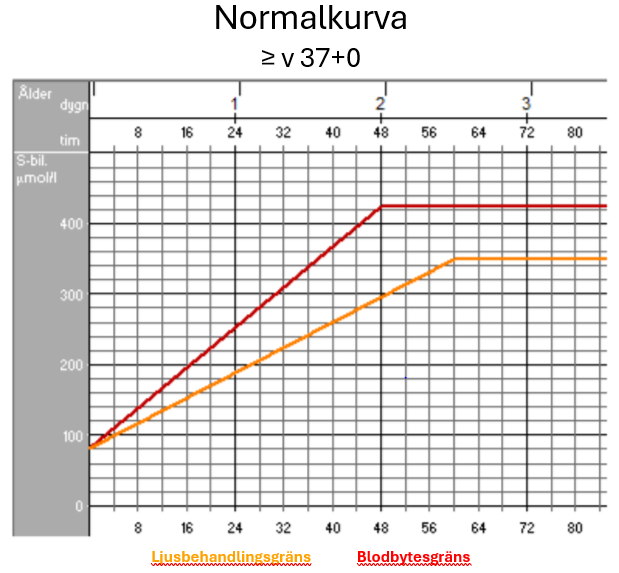 Normalkurva
≥ v 37+0
Ålder
dygn
1 2 3
tim
8 16 24 32 40 48 56 64 72 80
S-bil.
µmol/l
400
300
200
100
0
8 16 24 32 40 48 56 64 72 80
Ljusbehandlingsgräns Blodbytesgräns